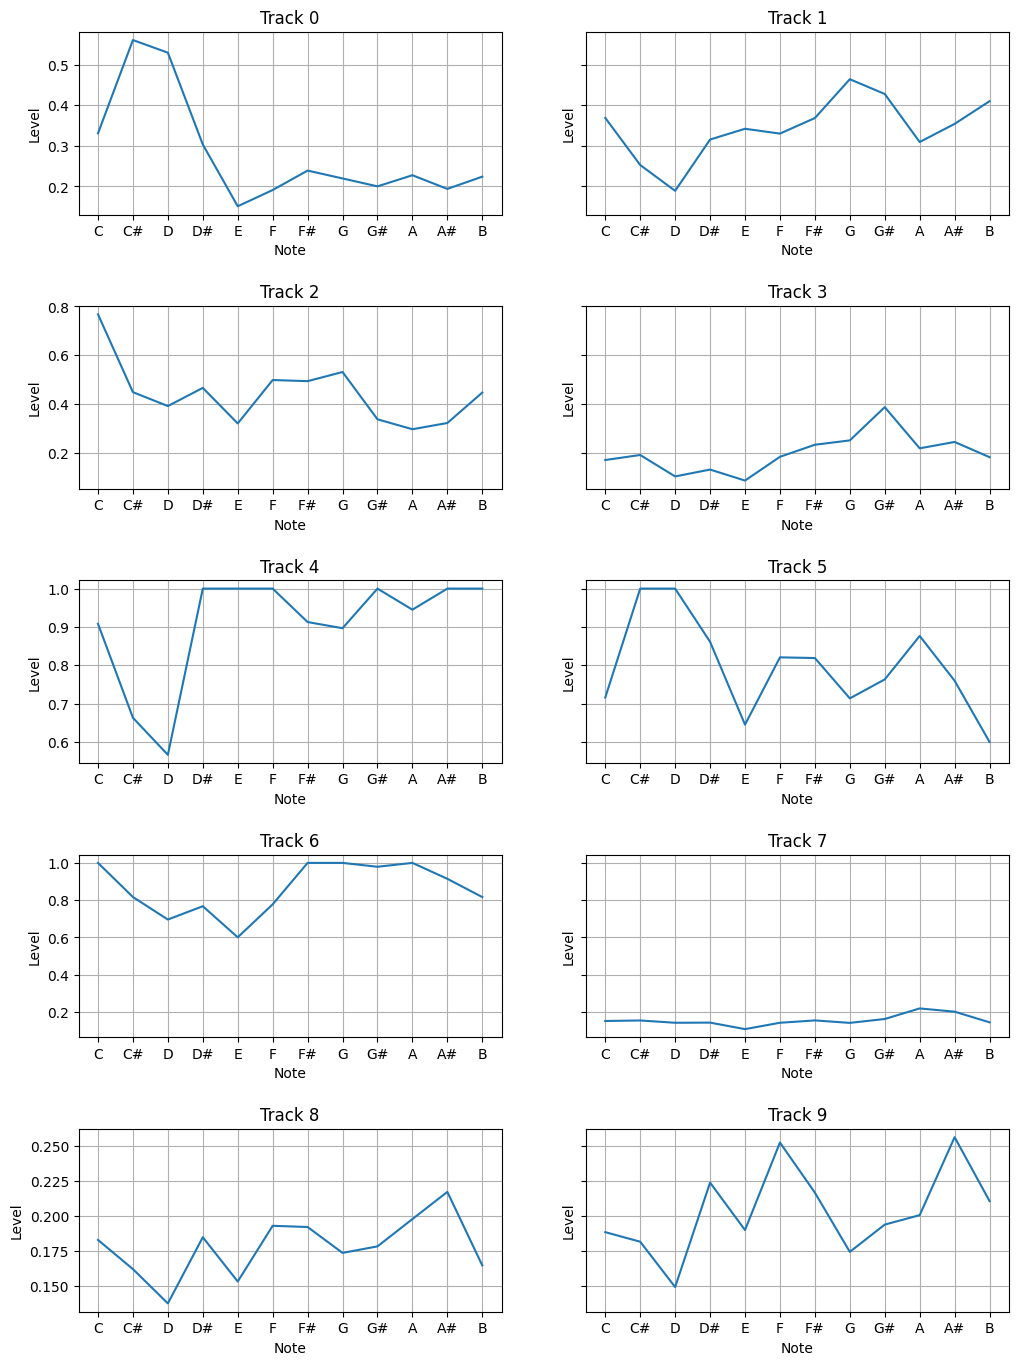 Track 0
Level
0.5
0.4
0.3
0.2
C C# D D# E F F# G G# A A# B
Note
Track 1
Level
C C# D D# E F F# G G# A A# B
Note
Track 2
Level
0.8
0.6
0.4
0.2
C C# D D# E F F# G G# A A# B
Note
Track 3
Level
C C# D D# E F F# G G# A A# B
Note
Track 4
Level
1.0
0.9
0.8
0.7
0.6
C C# D D# E F F# G G# A A# B
Note
Track 5
Level
C C# D D# E F F# G G# A A# B
Note
Track 6
Level
1.0
0.8
0.6
0.4
0.2
C C# D D# E F F# G G# A A# B
Note
Track 7
Level
C C# D D# E F F# G G# A A# B
Note
Track 8
Level
0.250
0.225
0.200
0.175
0.150
C C# D D# E F F# G G# A A# B
Note
Track 9
Level
C C# D D# E F F# G G# A A# B
Note